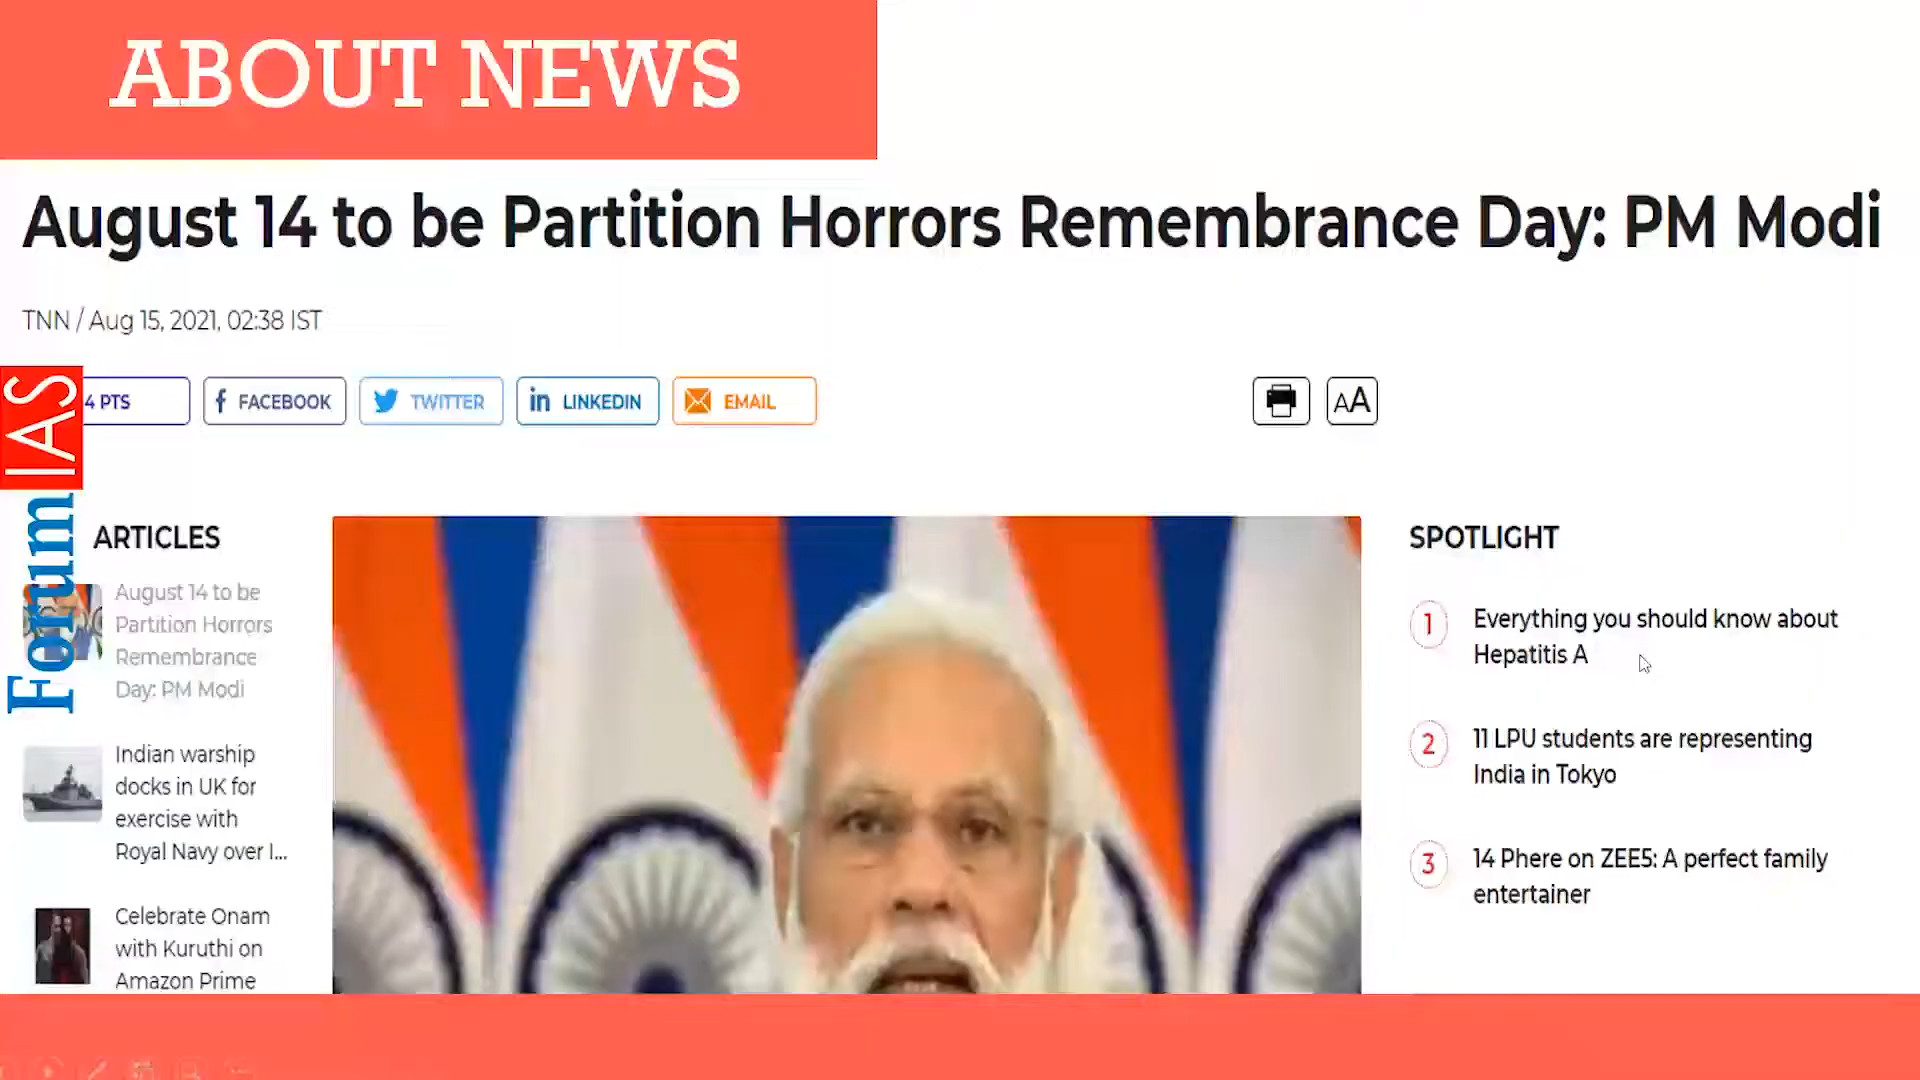 ABOUT NEWS
August 14 to be Partition Horrors Remembrance Day: PM Modi
TNN / Aug 15, 2021, 02:38 IST
4 PTS
FACEBOOK
TWITTER
LINKEDIN
EMAIL
AA
Forum IAS
ARTICLES
August 14 to be
Partition Horrors
Remembrance
Day: PM Modi
Indian warship
docks in UK for
exercise with
Royal Navy over I...
Celebrate Onam
with Kuruthi on
Amazon Prime
SPOTLIGHT
1 Everything you should know about
Hepatitis A
2 11 LPU students are representing
India in Tokyo
3 14 Phere on ZEE5: A perfect family
entertainer